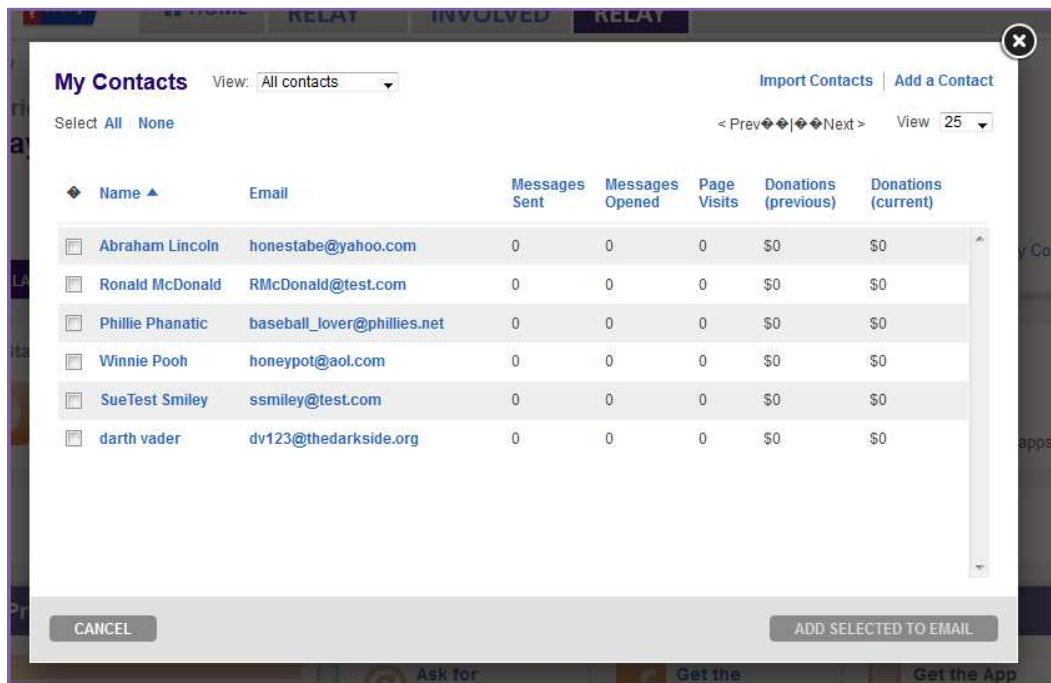 HOME RELAY INVOLVED RELAY
My Contacts View: All contacts Import Contacts | Add a Contact
Select All | None < Prev��|��Next > View 25
� Name ▲ Email Messages Sent Messages Opened Page Visits Donations (previous) Donations (current)
Abraham Lincoln honestabe@yahoo.com 0 0 0 $0 $0
Ronald McDonald RMcDonald@test.com 0 0 0 $0 $0
Phillie Phanatic baseball_lover@phillies.net 0 0 0 $0 $0
Winnie Pooh honeypot@aol.com 0 0 0 $0 $0
SueTest Smiley ssmiley@test.com 0 0 0 $0 $0
darth vader dv123@thedarkside.org 0 0 0 $0 $0
apps
CANCEL ADD SELECTED TO EMAIL
Ask for Get the Get the App